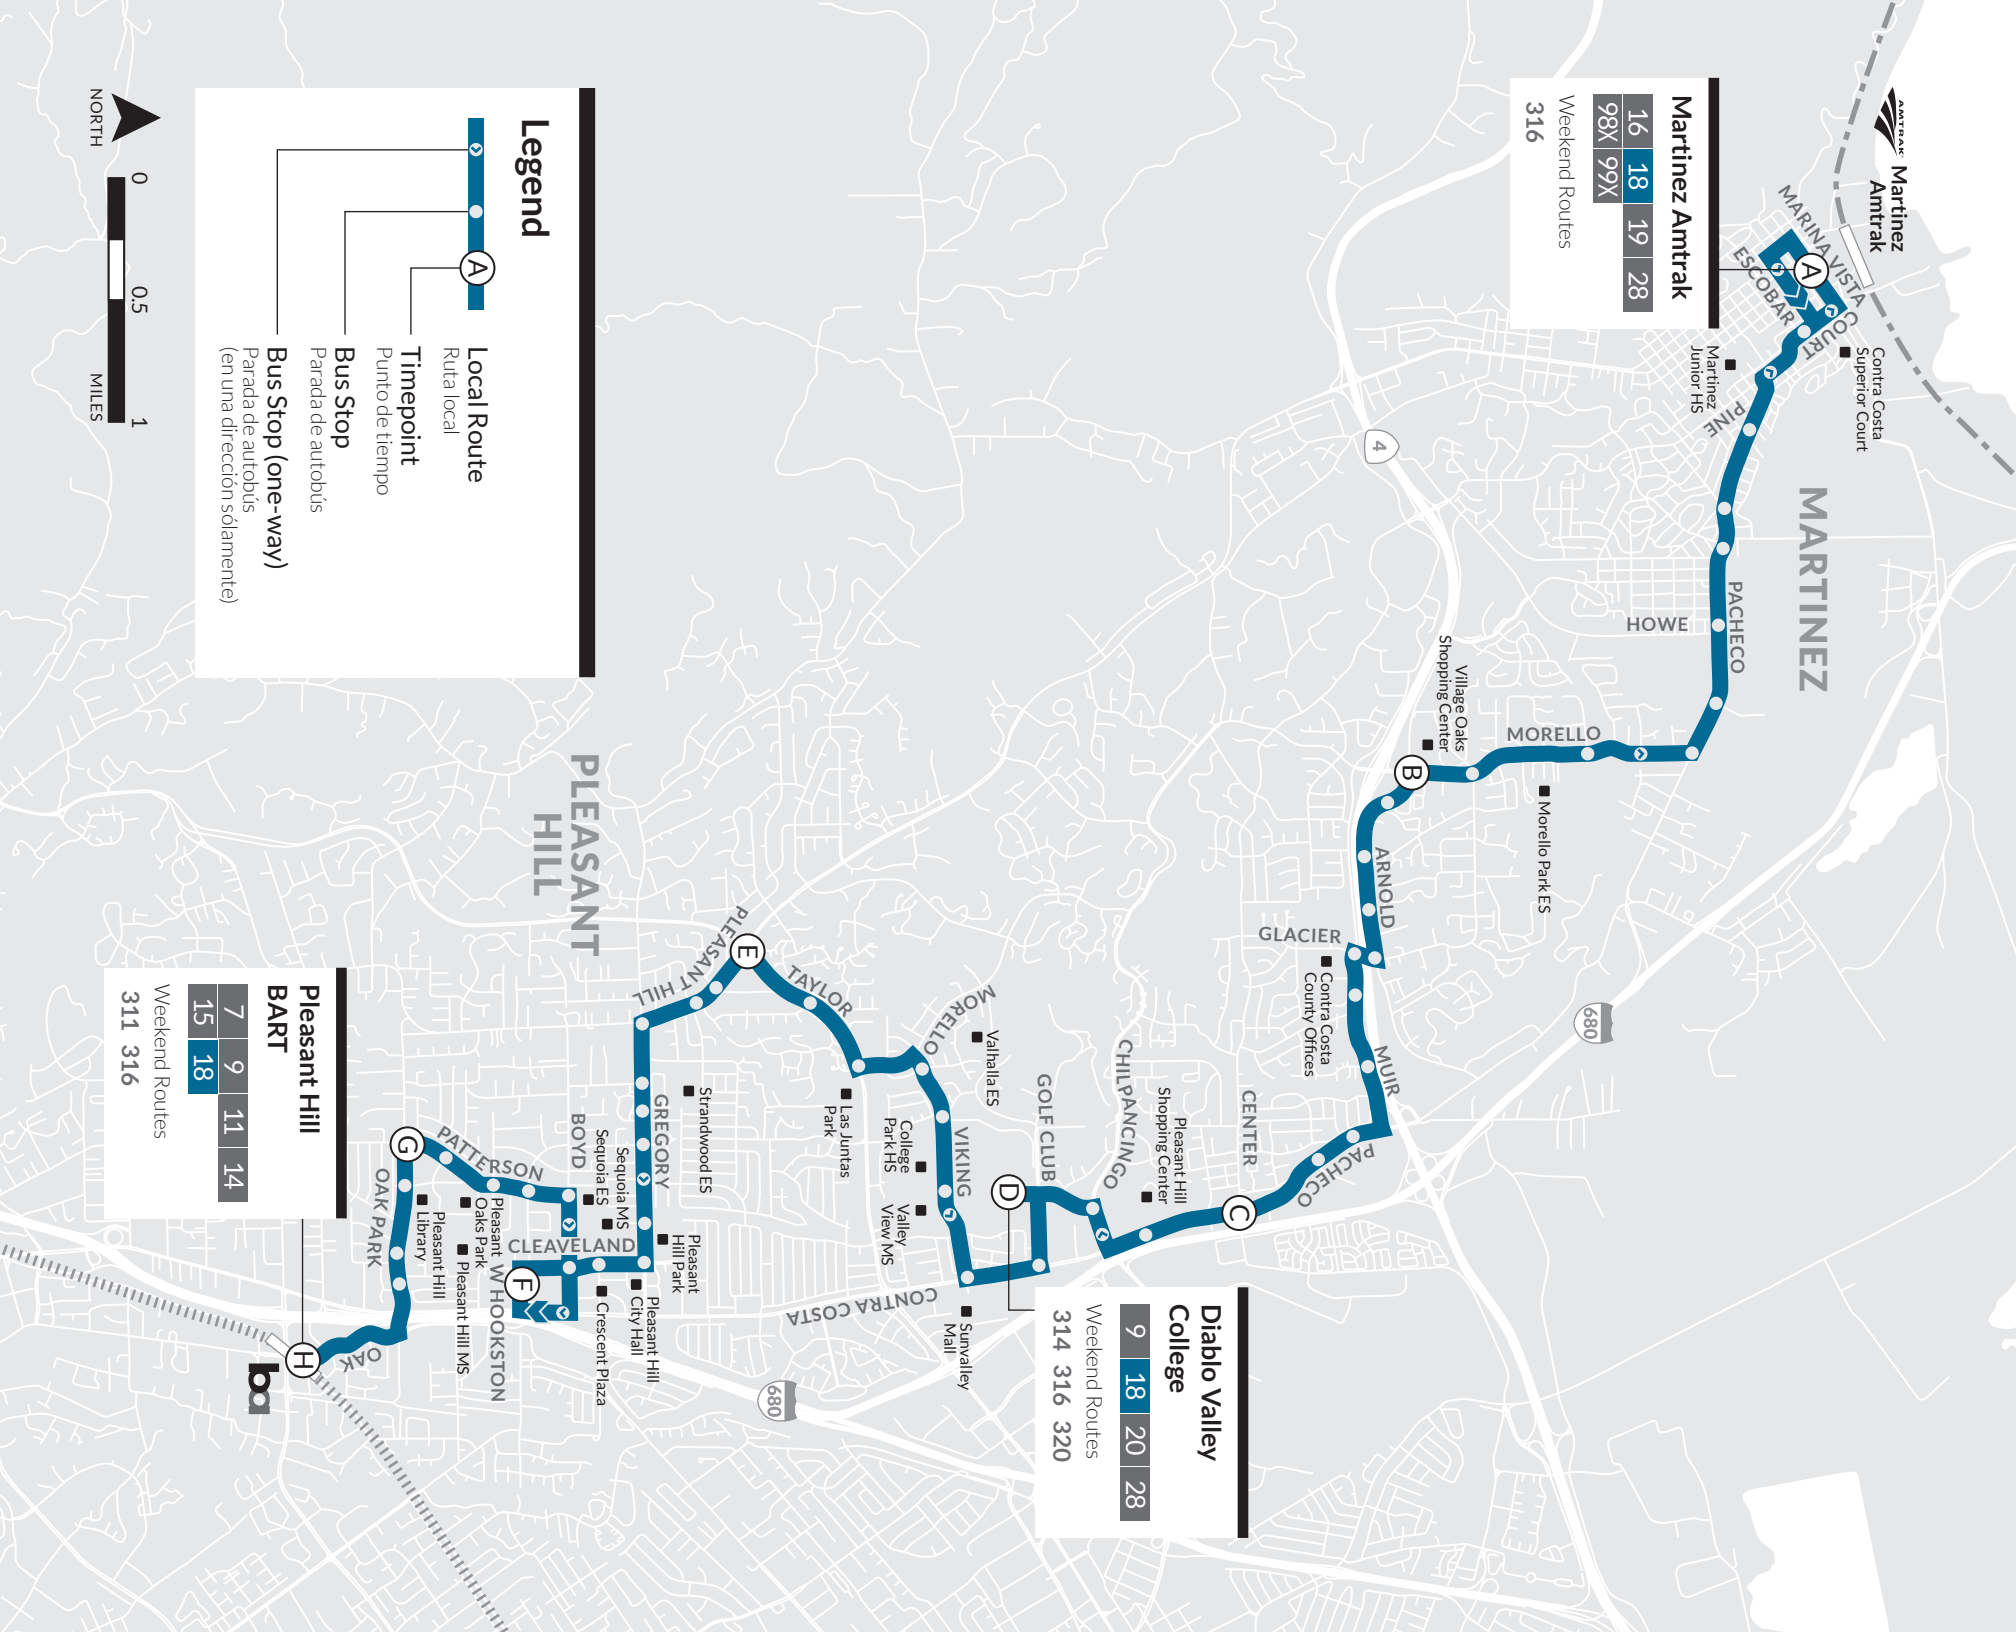 AMTRAK
Martinez
Amtrak
MARINA VISTA
ESCOBAR
COURT
Contra Costa
Superior Court
Martinez
Junior HS
PINE
MARTINEZ
PACHECO
HOWE
Martinez Amtrak
16 18 19 28
98X 99X
Weekend Routes
316
A
4
Village Oaks
Shopping Center
MORELLO
Morello Park ES
B
ARNOLD
GLACIER
Contra Costa
County Offices
680
MUIR
PACHECO
CENTER
C
Pleasant Hill
Shopping Center
CHILPANCINGO
GOLF CLUB
D
Diablo Valley
College
9 18 20 28
Weekend Routes
314 316 320
Valhalla ES
MORELLO
VIKING
College
Park HS
Valley
View MS
Sunvalley
Mall
CONTRA COSTA
Las Juntas
Park
TAYLOR
E
PLEASANT HILL
680
PLEASANT
HILL
Strandwood ES
GREGORY
Pleasant
Hill Park
Pleasant Hill
City Hall
Sequoia MS
Sequoia ES
BOYD
CLEAVELAND
Crescent Plaza
F
W HOOKSTON
PATTERSON
Pleasant
Oaks Park
Pleasant Hill MS
Pleasant Hill
Library
G
OAK PARK
OAK
H
ba
Pleasant Hill
BART
7 9 11 14
15 18
Weekend Routes
311 316
Legend
A
Local Route
Ruta local
Timepoint
Punto de tiempo
Bus Stop
Parada de autobús
Bus Stop (one-way)
Parada de autobús
(en una dirección sólamente)
0 0.5 1
NORTH
MILES